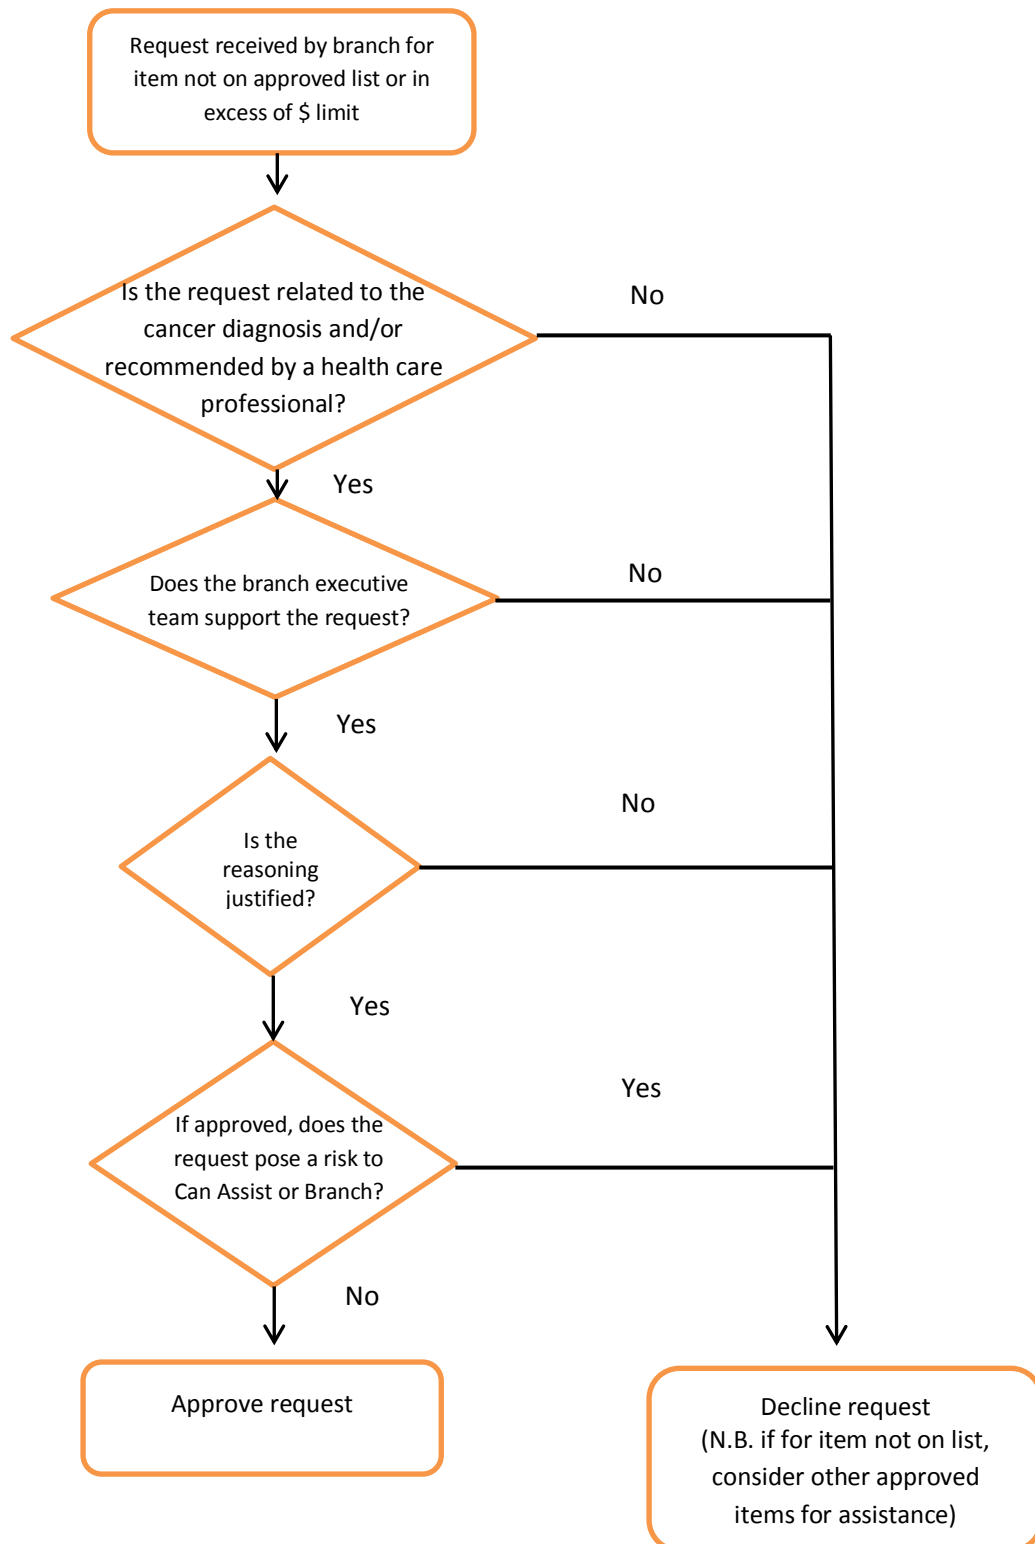 Request received by branch for
item not on approved list or in
excess of $ limit
Is the request related to the
cancer diagnosis and/or
recommended by a health care
professional?
No
Yes
Does the branch executive
team support the request?
No
Yes
Is the
reasoning
justified?
No
Yes
If approved, does the
request pose a risk to
Can Assist or Branch?
Yes
No
Approve request
Decline request
(N.B. if for item not on list,
consider other approved
items for assistance)